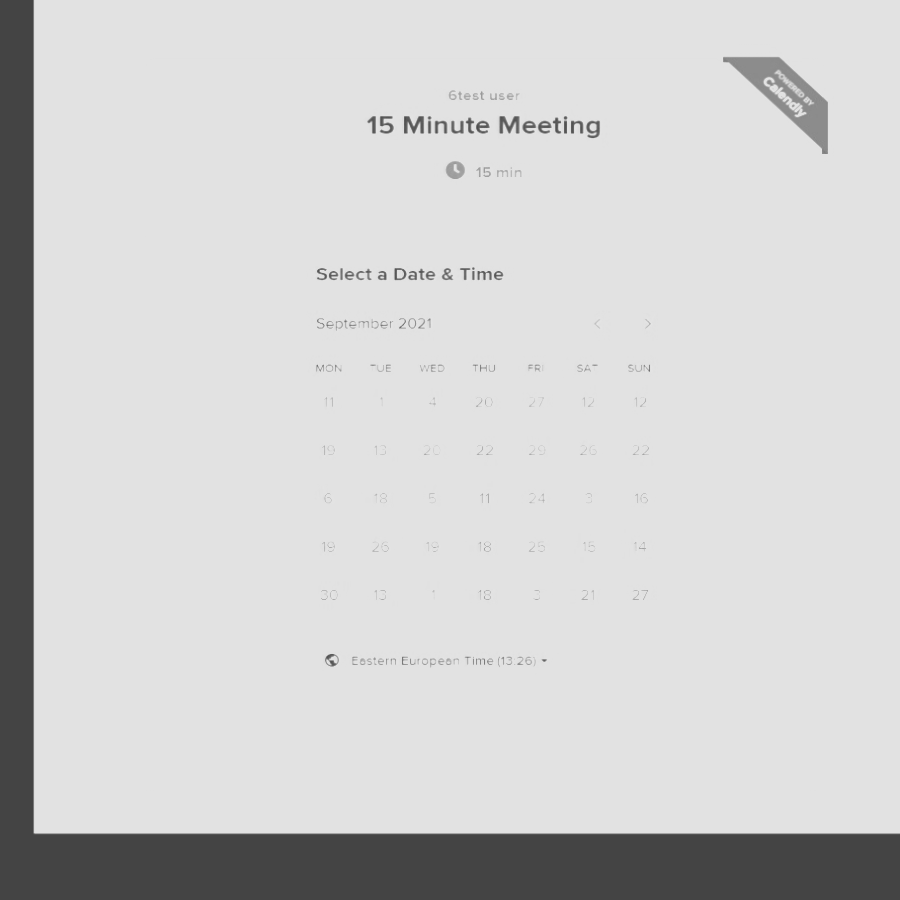 POWERED BY
Calendly
6test user
15 Minute Meeting
15 min
Select a Date & Time
September 2021
MON TUE WED THU FRI SAT SUN
11 1 4 20 27 12 12
19 13 20 22 29 26 22
6 18 5 11 24 3 16
19 26 19 18 25 15 14
30 13 1 18 3 21 27
Eastern European Time (13:26)